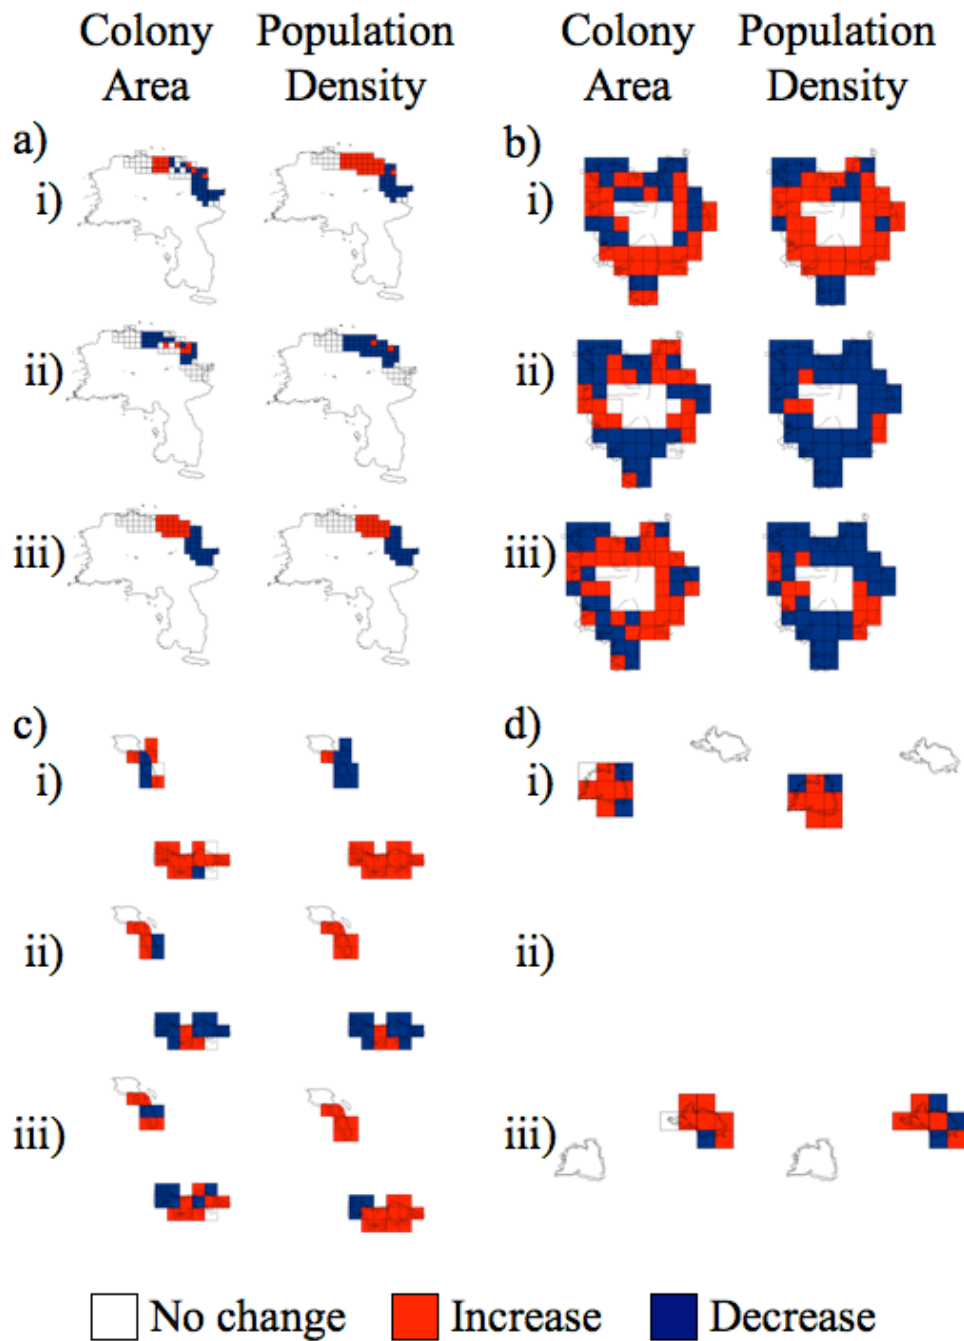 Colony Area
Population Density
Colony Area
Population Density
a)
i)
ii)
iii)
b)
i)
ii)
iii)
c)
i)
ii)
iii)
d)
i)
ii)
iii)
No change
Increase
Decrease